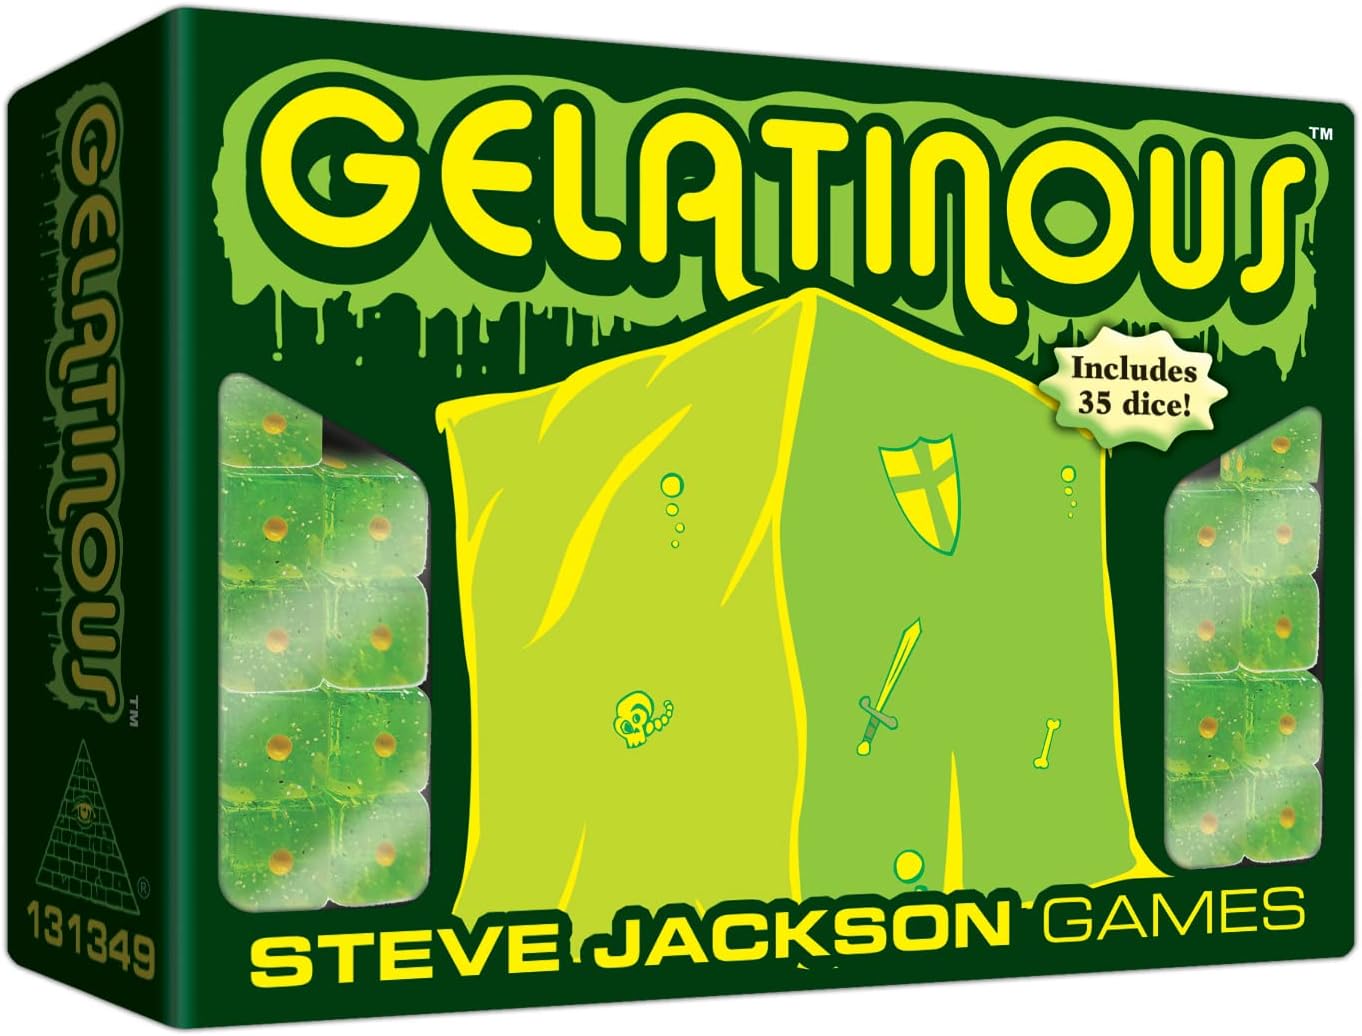 GELATINOUS™
Includes
35 dice!
STEVE JACKSON GAMES
GELATINOUS™
®
131349